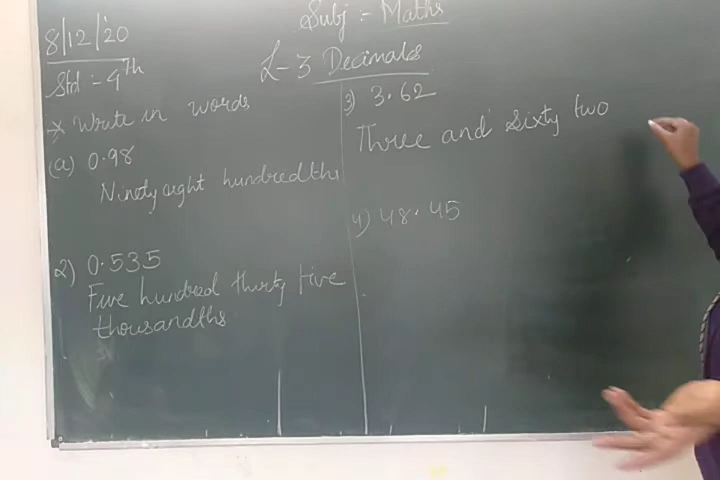 Subj :- Maths
8/12/'20
Std :- 4th
L-3 Decimals
* Write in words
(a) 0.98
Ninety eight hundredths
2) 0.535
Five hundred thirty five
thousandths
3) 3.62
Three and sixty two
4) 48.45